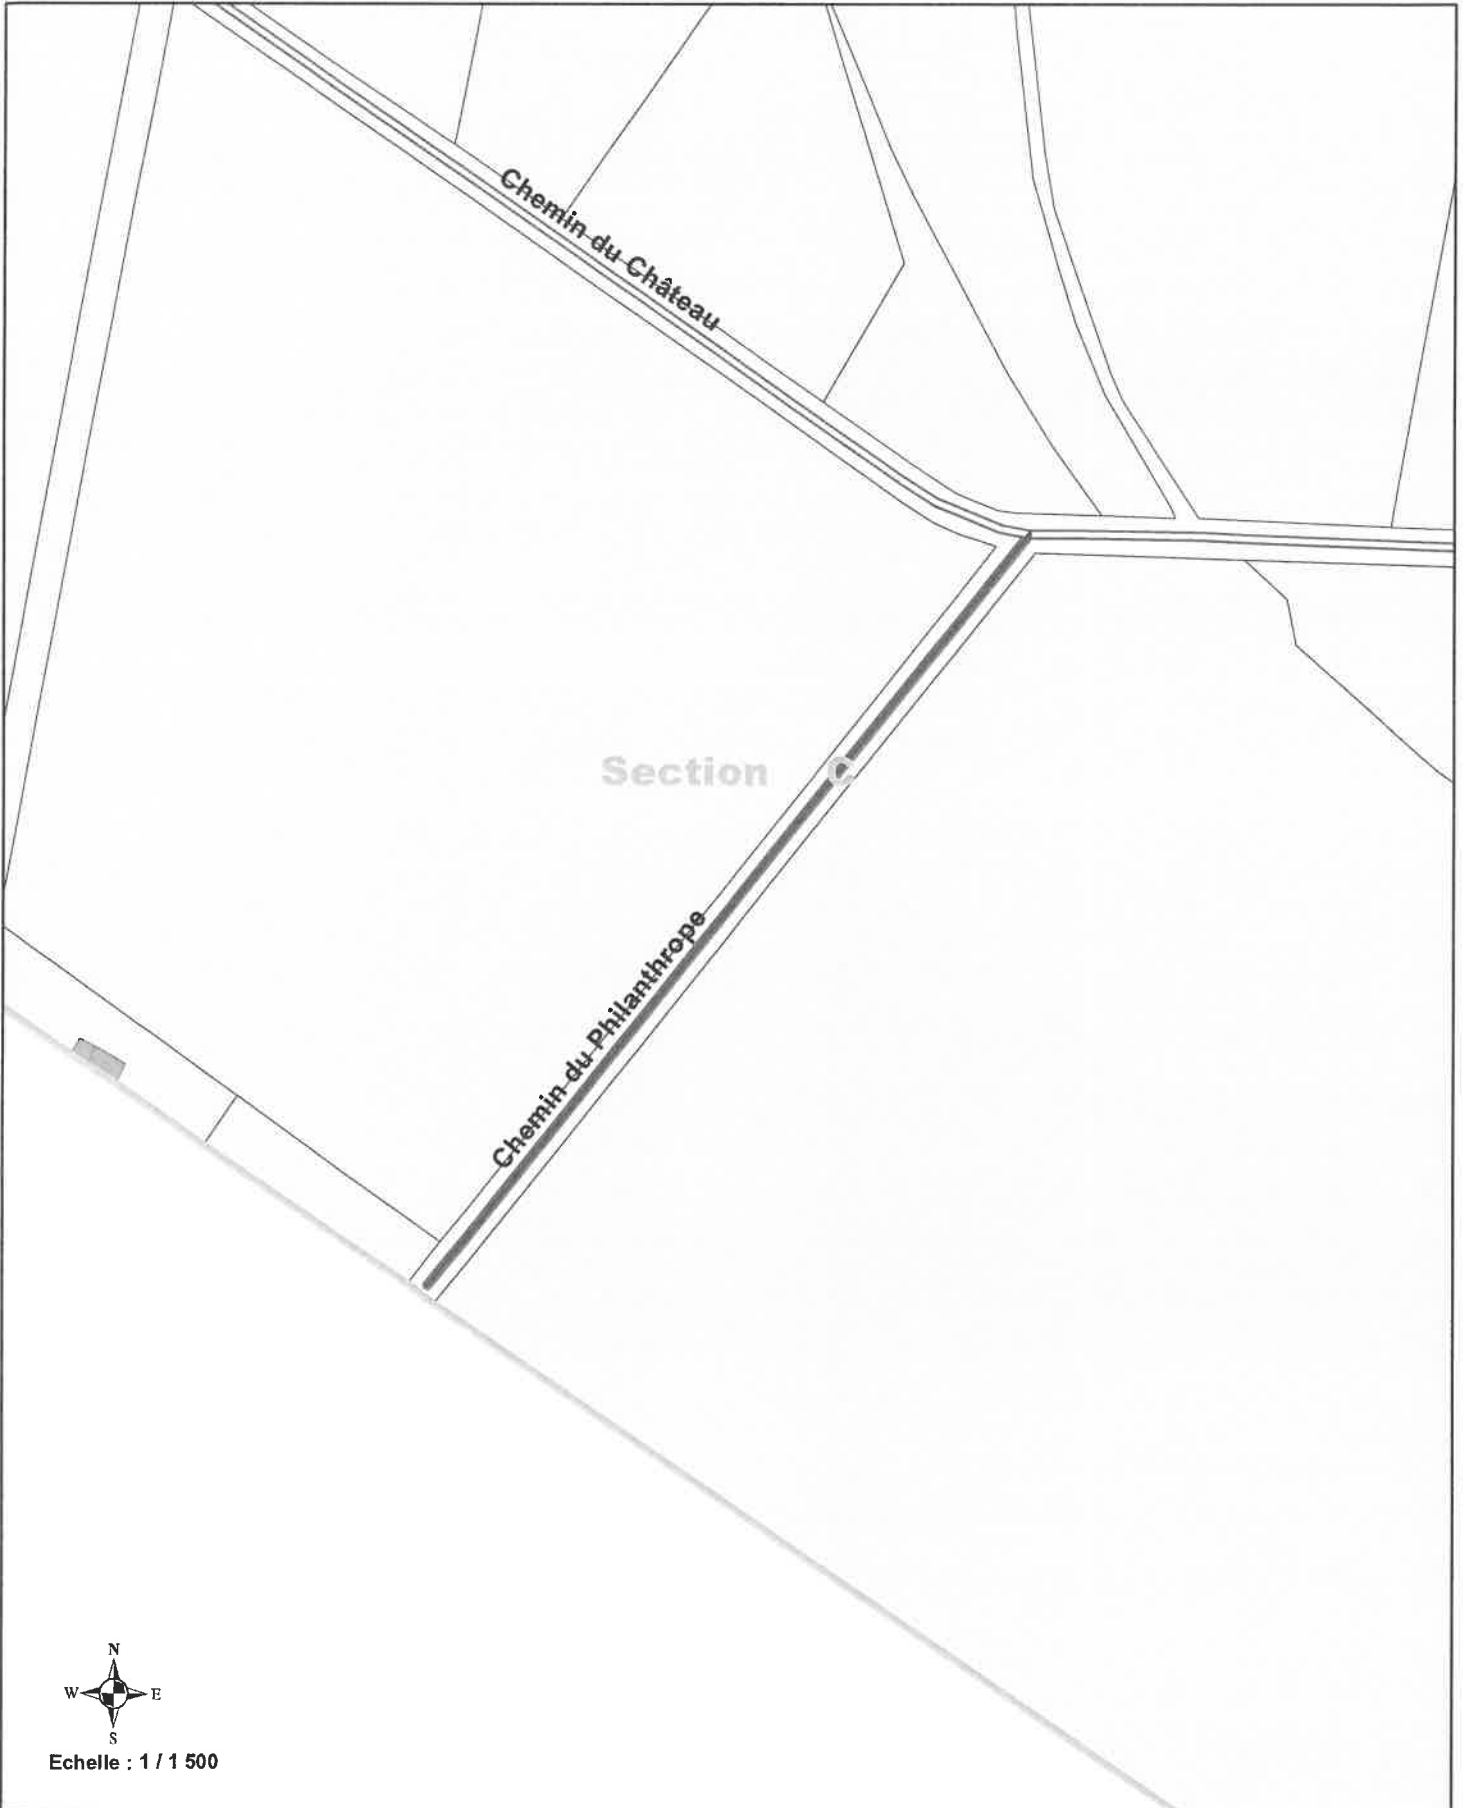 Chemin du Château
Section C
Chemin du Philanthrope
N
W E
S
Echelle : 1 / 1 500